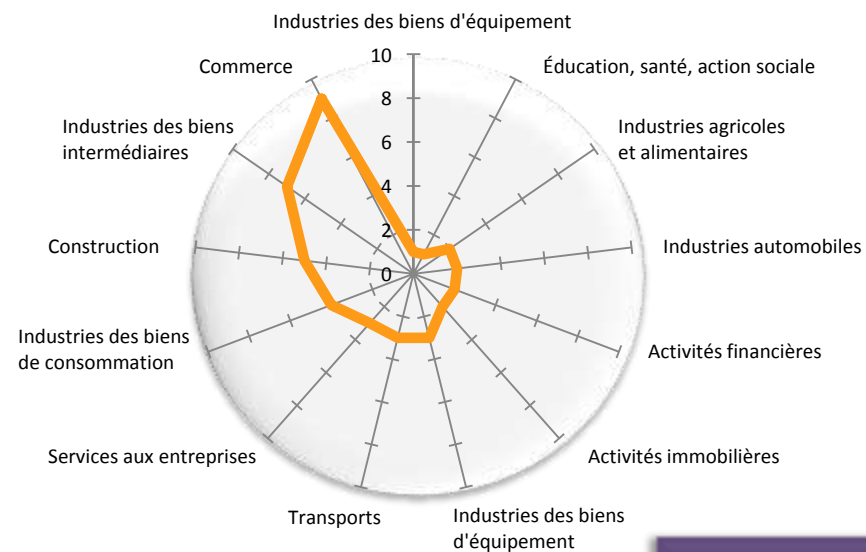 Industries des biens d'équipement
10
8
6
4
2
0
Éducation, santé, action sociale
Industries agricoles
et alimentaires
Industries automobiles
Activités financières
Activités immobilières
Industries des biens
d'équipement
Transports
Services aux entreprises
Industries des biens
de consommation
Construction
Industries des biens
intermédiaires
Commerce